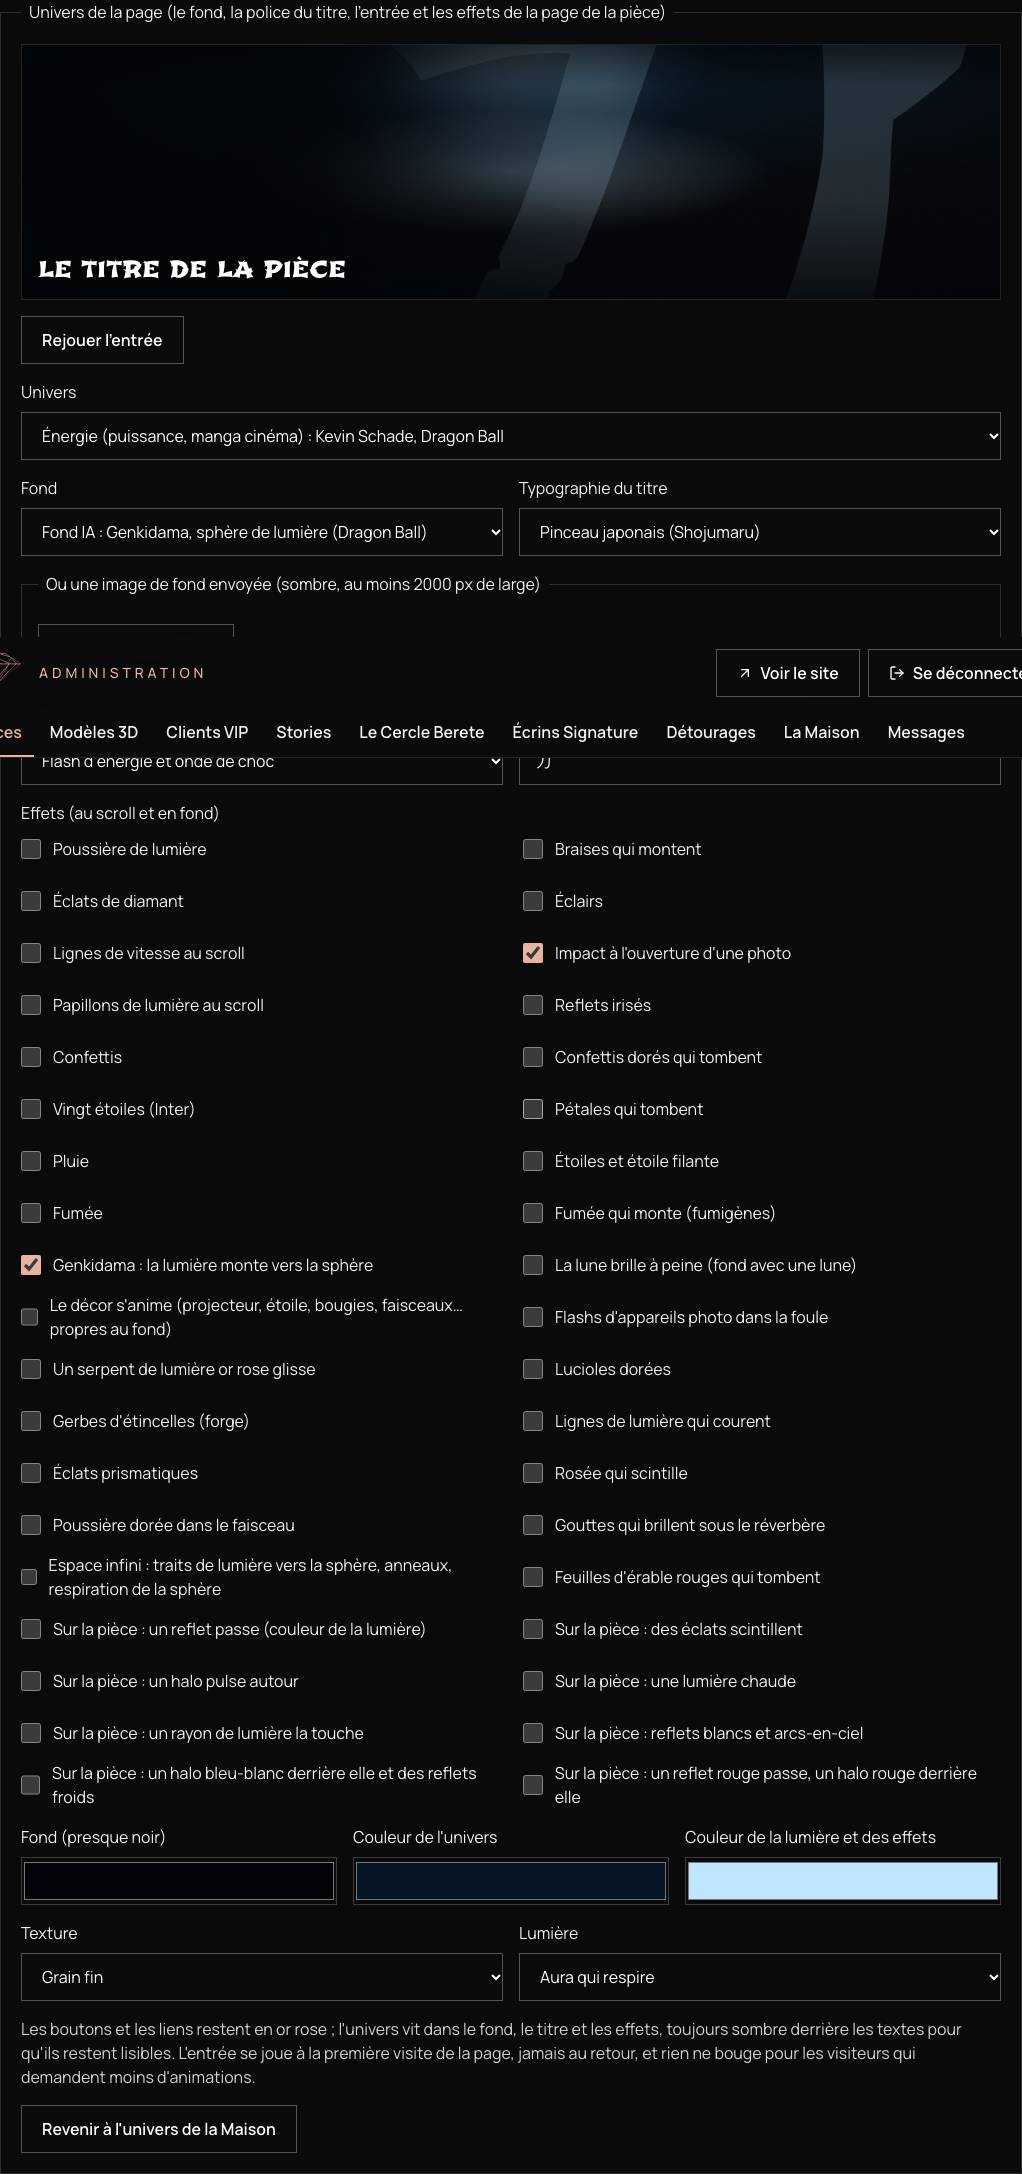 Univers de la page (le fond, la police du titre, l'entrée et les effets de la page de la pièce)
LE TITRE DE LA PIÈCE
Rejouer l'entrée
Univers
Énergie (puissance, manga cinéma) : Kevin Schade, Dragon Ball
Fond
Typographie du titre
Fond IA : Genkidama, sphère de lumière (Dragon Ball)
Pinceau japonais (Shojumaru)
Ou une image de fond envoyée (sombre, au moins 2000 px de large)
ADMINISTRATION
Voir le site
Se déconnecte
ces
Modèles 3D
Clients VIP
Stories
Le Cercle Berete
Écrins Signature
Détourages
La Maison
Messages
Flash d'énergie et onde de choc
Effets (au scroll et en fond)
Poussière de lumière
Braises qui montent
Éclats de diamant
Éclairs
Lignes de vitesse au scroll
Impact à l'ouverture d'une photo
Papillons de lumière au scroll
Reflets irisés
Confettis
Confettis dorés qui tombent
Vingt étoiles (Inter)
Pétales qui tombent
Pluie
Étoiles et étoile filante
Fumée
Fumée qui monte (fumigènes)
Genkidama : la lumière monte vers la sphère
La lune brille à peine (fond avec une lune)
Le décor s'anime (projecteur, étoile, bougies, faisceaux…
propres au fond)
Flashs d'appareils photo dans la foule
Un serpent de lumière or rose glisse
Lucioles dorées
Gerbes d'étincelles (forge)
Lignes de lumière qui courent
Éclats prismatiques
Rosée qui scintille
Poussière dorée dans le faisceau
Gouttes qui brillent sous le réverbère
Espace infini : traits de lumière vers la sphère, anneaux,
respiration de la sphère
Feuilles d'érable rouges qui tombent
Sur la pièce : un reflet passe (couleur de la lumière)
Sur la pièce : des éclats scintillent
Sur la pièce : un halo pulse autour
Sur la pièce : une lumière chaude
Sur la pièce : un rayon de lumière la touche
Sur la pièce : reflets blancs et arcs-en-ciel
Sur la pièce : un halo bleu-blanc derrière elle et des reflets
froids
Sur la pièce : un reflet rouge passe, un halo rouge derrière
elle
Fond (presque noir)
Couleur de l'univers
Couleur de la lumière et des effets
Texture
Lumière
Grain fin
Aura qui respire
Les boutons et les liens restent en or rose ; l'univers vit dans le fond, le titre et les effets, toujours sombre derrière les textes pour
qu'ils restent lisibles. L'entrée se joue à la première visite de la page, jamais au retour, et rien ne bouge pour les visiteurs qui
demandent moins d'animations.
Revenir à l'univers de la Maison